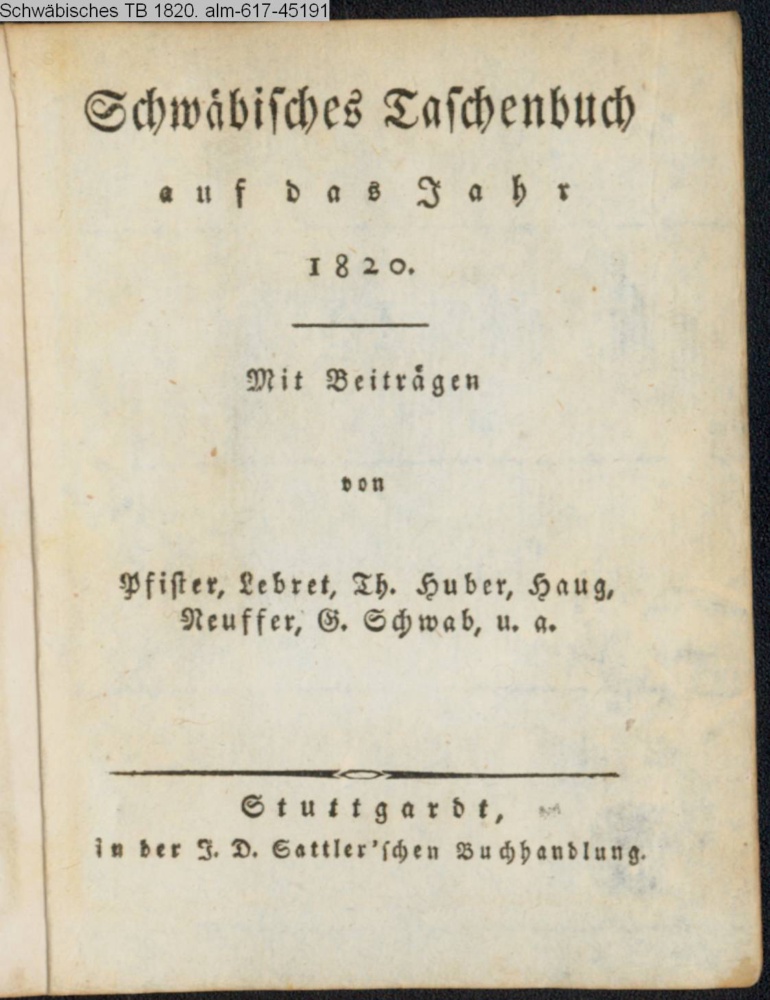 Schwäbisches TB 1820. alm-617-45191
Schwäbiſches Taſchenbuch
auf das Jahr
1820.
Mit Beiträgen
von
Pfiſter, Lebret, Th. Huber, Haug,
Neuffer, G. Schwab, u. a.
Stuttgardt,
in der J. D. Sattler'ſchen Buchhandlung.